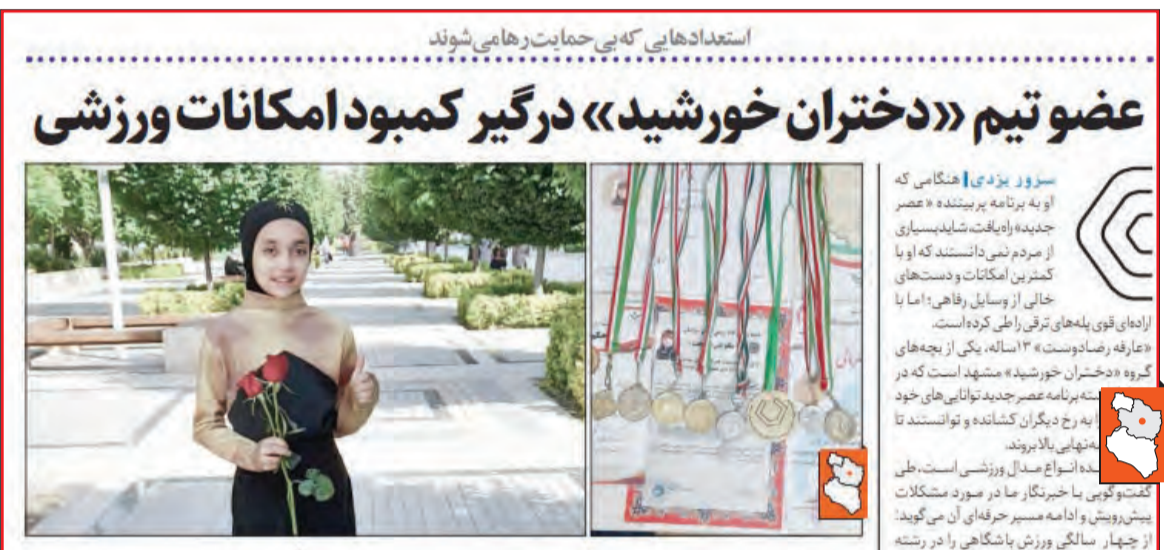 استعدادهایی که بی حمایت رها می شوند
عضو تیم «دختران خورشید» درگیر کمبود امکانات ورزشی
سرور یزدی| هنگامی که
او به برنامه پربیننده «عصر
جدید» راه یافت، شاید بسیاری
از مردم نمی دانستند که او با
کمترین امکانات و دست های
خالی از وسایل رفاهی؛ اما با
اراده ای قوی پله های ترقی را طی کرده است.
«عارفه رضادوست» ۱۳ساله، یکی از بچه های
گروه «دختران خورشید» مشهد است که در
برنامه عصر جدید توانایی های خود
را به رخ دیگران کشانده و توانستند تا
نهایی بالا بروند.
انواع مدال ورزشی است، طی
گفت وگویی با خبرنگار ما در مورد مشکلات
پیش رویش و ادامه مسیر حرفه ای آن می گوید:
از چهار سالگی ورزش باشگاهی را در رشته